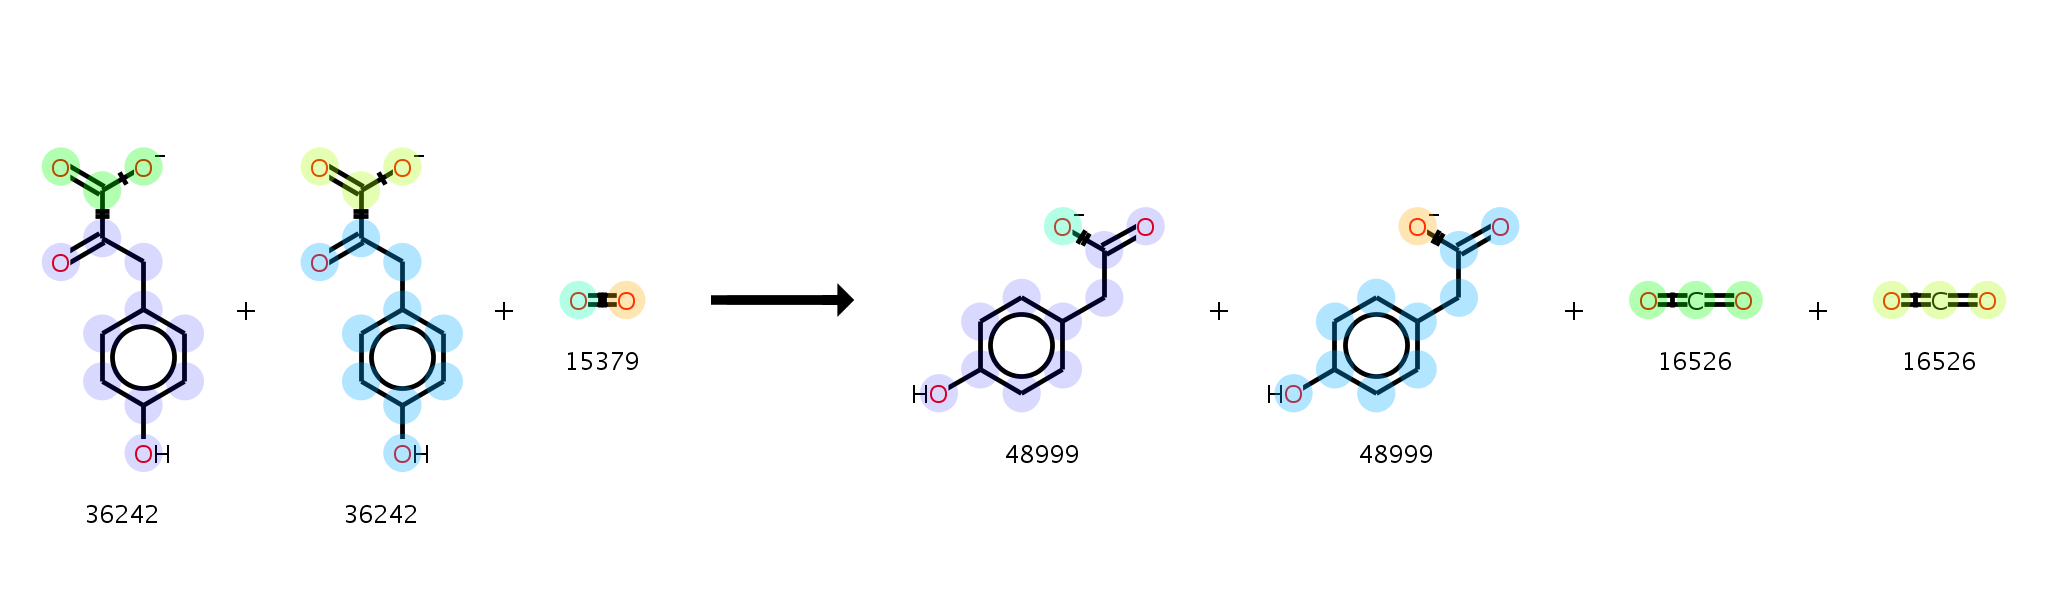 O O⁻ O O⁻
O⁻ O O⁻ O
O O
+ + O O + + O C O + O C O
15379 16526 16526
HO HO
OH OH 48999 48999
36242 36242